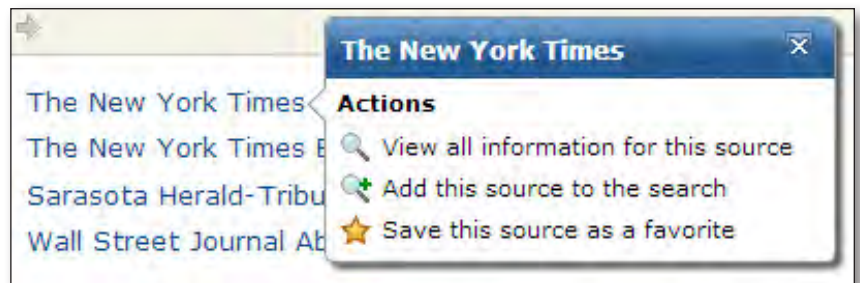 The New York Times
The New York Times
Actions
The New York Times
View all information for this source
Sarasota Herald-Tribu
Add this source to the search
Wall Street Journal Ab
Save this source as a favorite